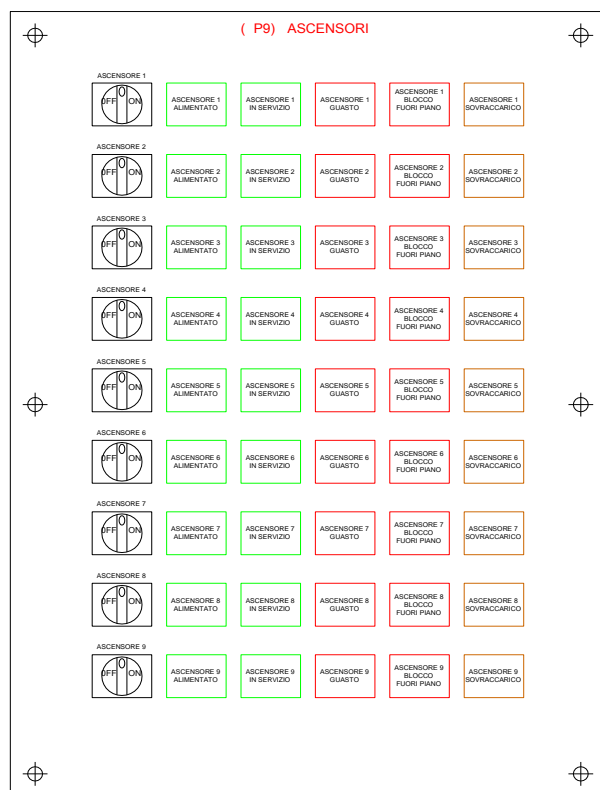 ( P9) ASCENSORI
ASCENSORE 1
OFF ON
ASCENSORE 1
ALIMENTATO
ASCENSORE 1
IN SERVIZIO
ASCENSORE 1
GUASTO
ASCENSORE 1
BLOCCO
FUORI PIANO
ASCENSORE 1
SOVRACCARICO
ASCENSORE 2
OFF ON
ASCENSORE 2
ALIMENTATO
ASCENSORE 2
IN SERVIZIO
ASCENSORE 2
GUASTO
ASCENSORE 2
BLOCCO
FUORI PIANO
ASCENSORE 2
SOVRACCARICO
ASCENSORE 3
OFF ON
ASCENSORE 3
ALIMENTATO
ASCENSORE 3
IN SERVIZIO
ASCENSORE 3
GUASTO
ASCENSORE 3
BLOCCO
FUORI PIANO
ASCENSORE 3
SOVRACCARICO
ASCENSORE 4
OFF ON
ASCENSORE 4
ALIMENTATO
ASCENSORE 4
IN SERVIZIO
ASCENSORE 4
GUASTO
ASCENSORE 4
BLOCCO
FUORI PIANO
ASCENSORE 4
SOVRACCARICO
ASCENSORE 5
OFF ON
ASCENSORE 5
ALIMENTATO
ASCENSORE 5
IN SERVIZIO
ASCENSORE 5
GUASTO
ASCENSORE 5
BLOCCO
FUORI PIANO
ASCENSORE 5
SOVRACCARICO
ASCENSORE 6
OFF ON
ASCENSORE 6
ALIMENTATO
ASCENSORE 6
IN SERVIZIO
ASCENSORE 6
GUASTO
ASCENSORE 6
BLOCCO
FUORI PIANO
ASCENSORE 6
SOVRACCARICO
ASCENSORE 7
OFF ON
ASCENSORE 7
ALIMENTATO
ASCENSORE 7
IN SERVIZIO
ASCENSORE 7
GUASTO
ASCENSORE 7
BLOCCO
FUORI PIANO
ASCENSORE 7
SOVRACCARICO
ASCENSORE 8
OFF ON
ASCENSORE 8
ALIMENTATO
ASCENSORE 8
IN SERVIZIO
ASCENSORE 8
GUASTO
ASCENSORE 8
BLOCCO
FUORI PIANO
ASCENSORE 8
SOVRACCARICO
ASCENSORE 9
OFF ON
ASCENSORE 9
ALIMENTATO
ASCENSORE 9
IN SERVIZIO
ASCENSORE 9
GUASTO
ASCENSORE 9
BLOCCO
FUORI PIANO
ASCENSORE 9
SOVRACCARICO